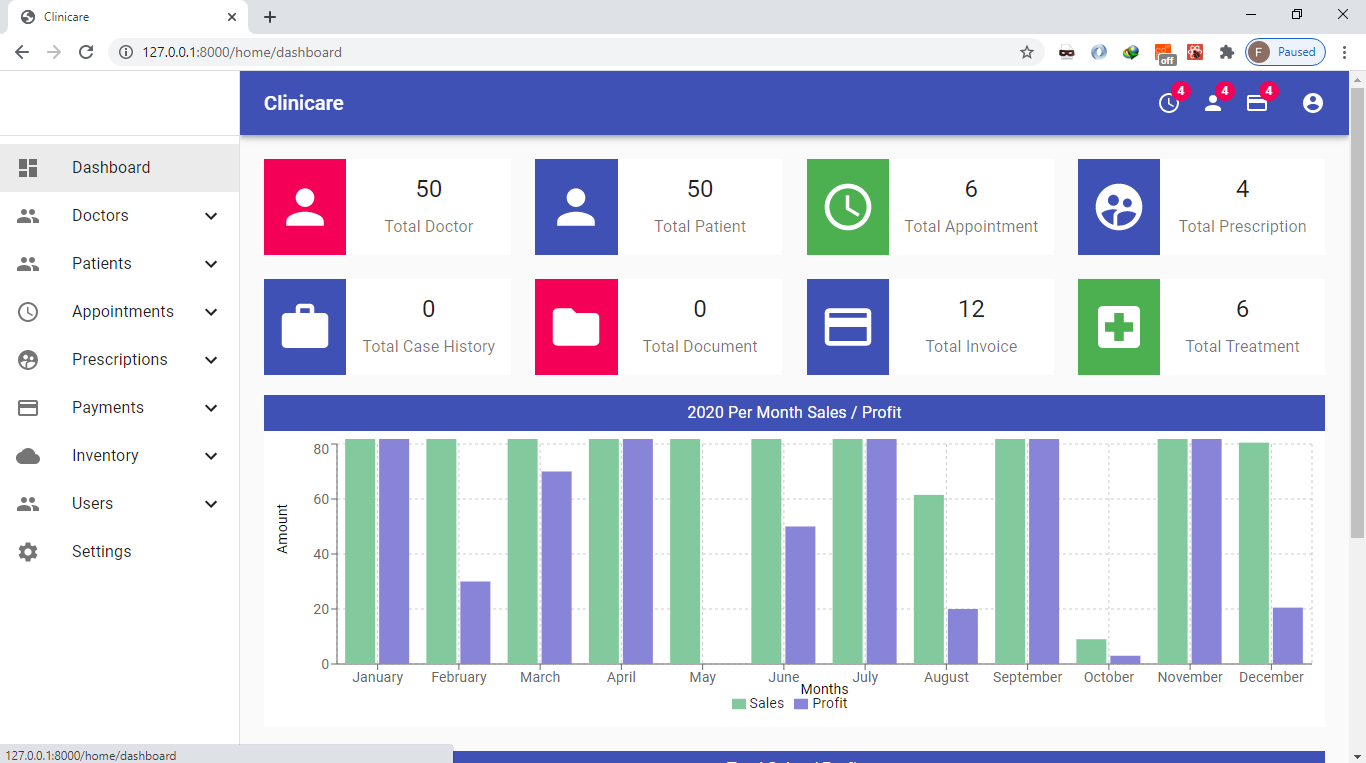 Clinicare
127.0.0.1:8000/home/dashboard
off
F Paused
Clinicare
4 4 4
Dashboard
Doctors
Patients
Appointments
Prescriptions
Payments
Inventory
Users
Settings
50
Total Doctor
50
Total Patient
6
Total Appointment
4
Total Prescription
0
Total Case History
0
Total Document
12
Total Invoice
6
Total Treatment
2020 Per Month Sales / Profit
80
60
40
20
0
Amount
January February March April May June July August September October November December
Months
Sales Profit
127.0.0.1:8000/home/dashboard